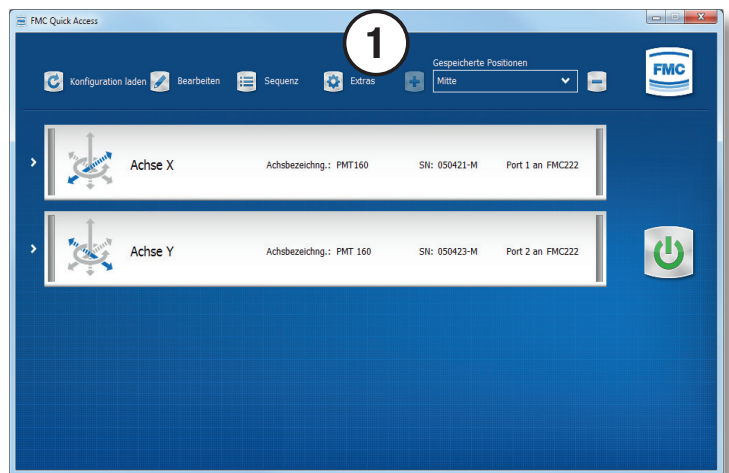 FMC Quick Access
1
Gespeicherte Positionen
Konfiguration laden Bearbeiten Sequenz Extras Mitte
FMC
Achse X Achsbezeichng.: PMT160 SN: 050421-M Port 1 an FMC222
Achse Y Achsbezeichng.: PMT 160 SN: 050423-M Port 2 an FMC222